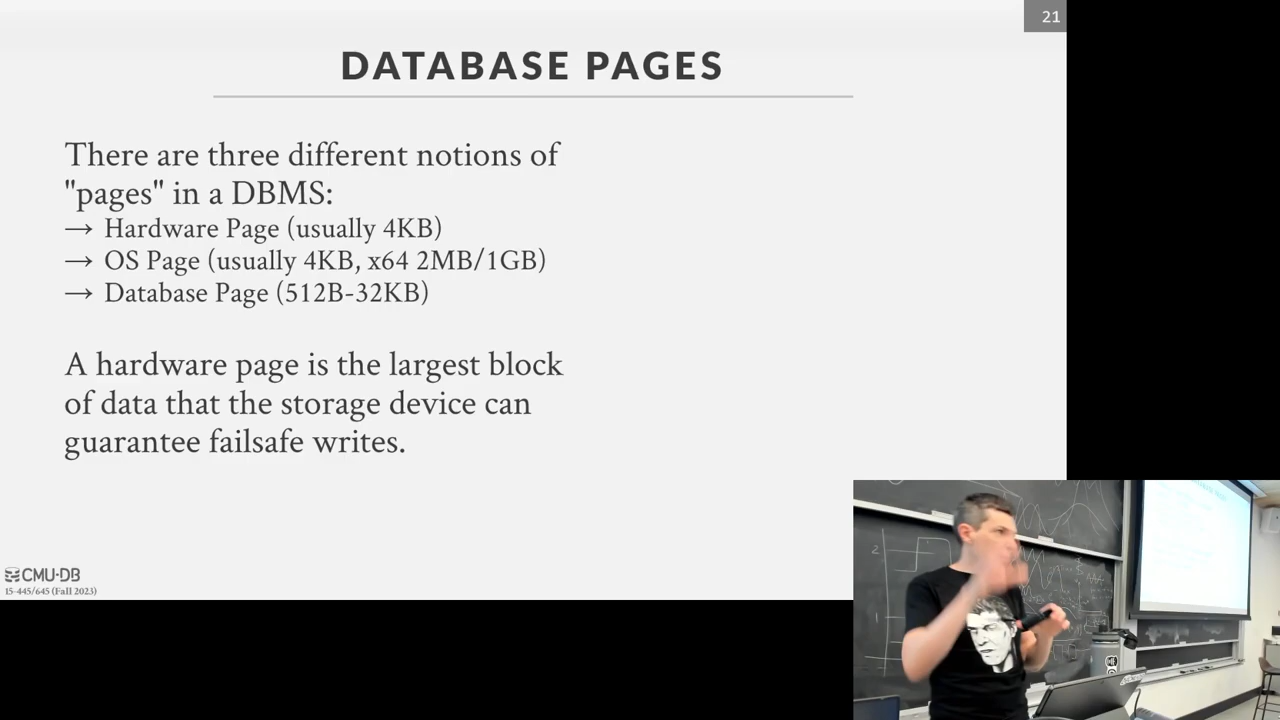 21
DATABASE PAGES
There are three different notions of
"pages" in a DBMS:
→ Hardware Page (usually 4KB)
→ OS Page (usually 4KB, x64 2MB/1GB)
→ Database Page (512B-32KB)
A hardware page is the largest block
of data that the storage device can
guarantee failsafe writes.
CMU·DB
15-445/645 (Fall 2023)
2
1